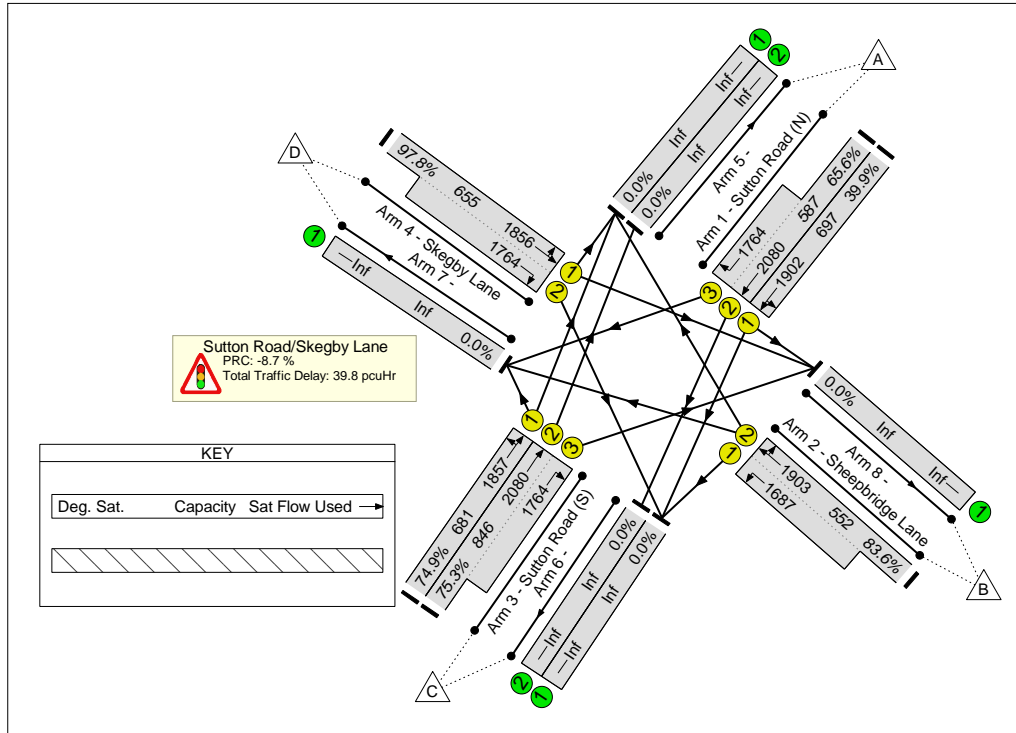 A
1
2
Inf
Inf
Inf
Inf
0.0%
0.0%
Arm 5 -
Arm 1 - Sutton Road (N)
1764
587
65.6%
2080
1902
697
39.9%
3
2
1
D
97.8%
655
1856
1764
Arm 4 - Skegby Lane
Arm 7 -
1
2
1
Inf
Inf
0.0%
Sutton Road/Skegby Lane
PRC: -8.7 %
Total Traffic Delay: 39.8 pcuHr
0.0%
Inf
Inf
1
Arm 8 -
Arm 2 - Sheepbridge Lane
1903
1687
552
83.6%
2
1
B
1
2
3
74.9%
681
1857
75.3%
846
2080
1764
Arm 3 - Sutton Road (S)
Arm 6 -
Inf
Inf
0.0%
Inf
Inf
0.0%
2
1
C
KEY
Deg. Sat. Capacity Sat Flow Used